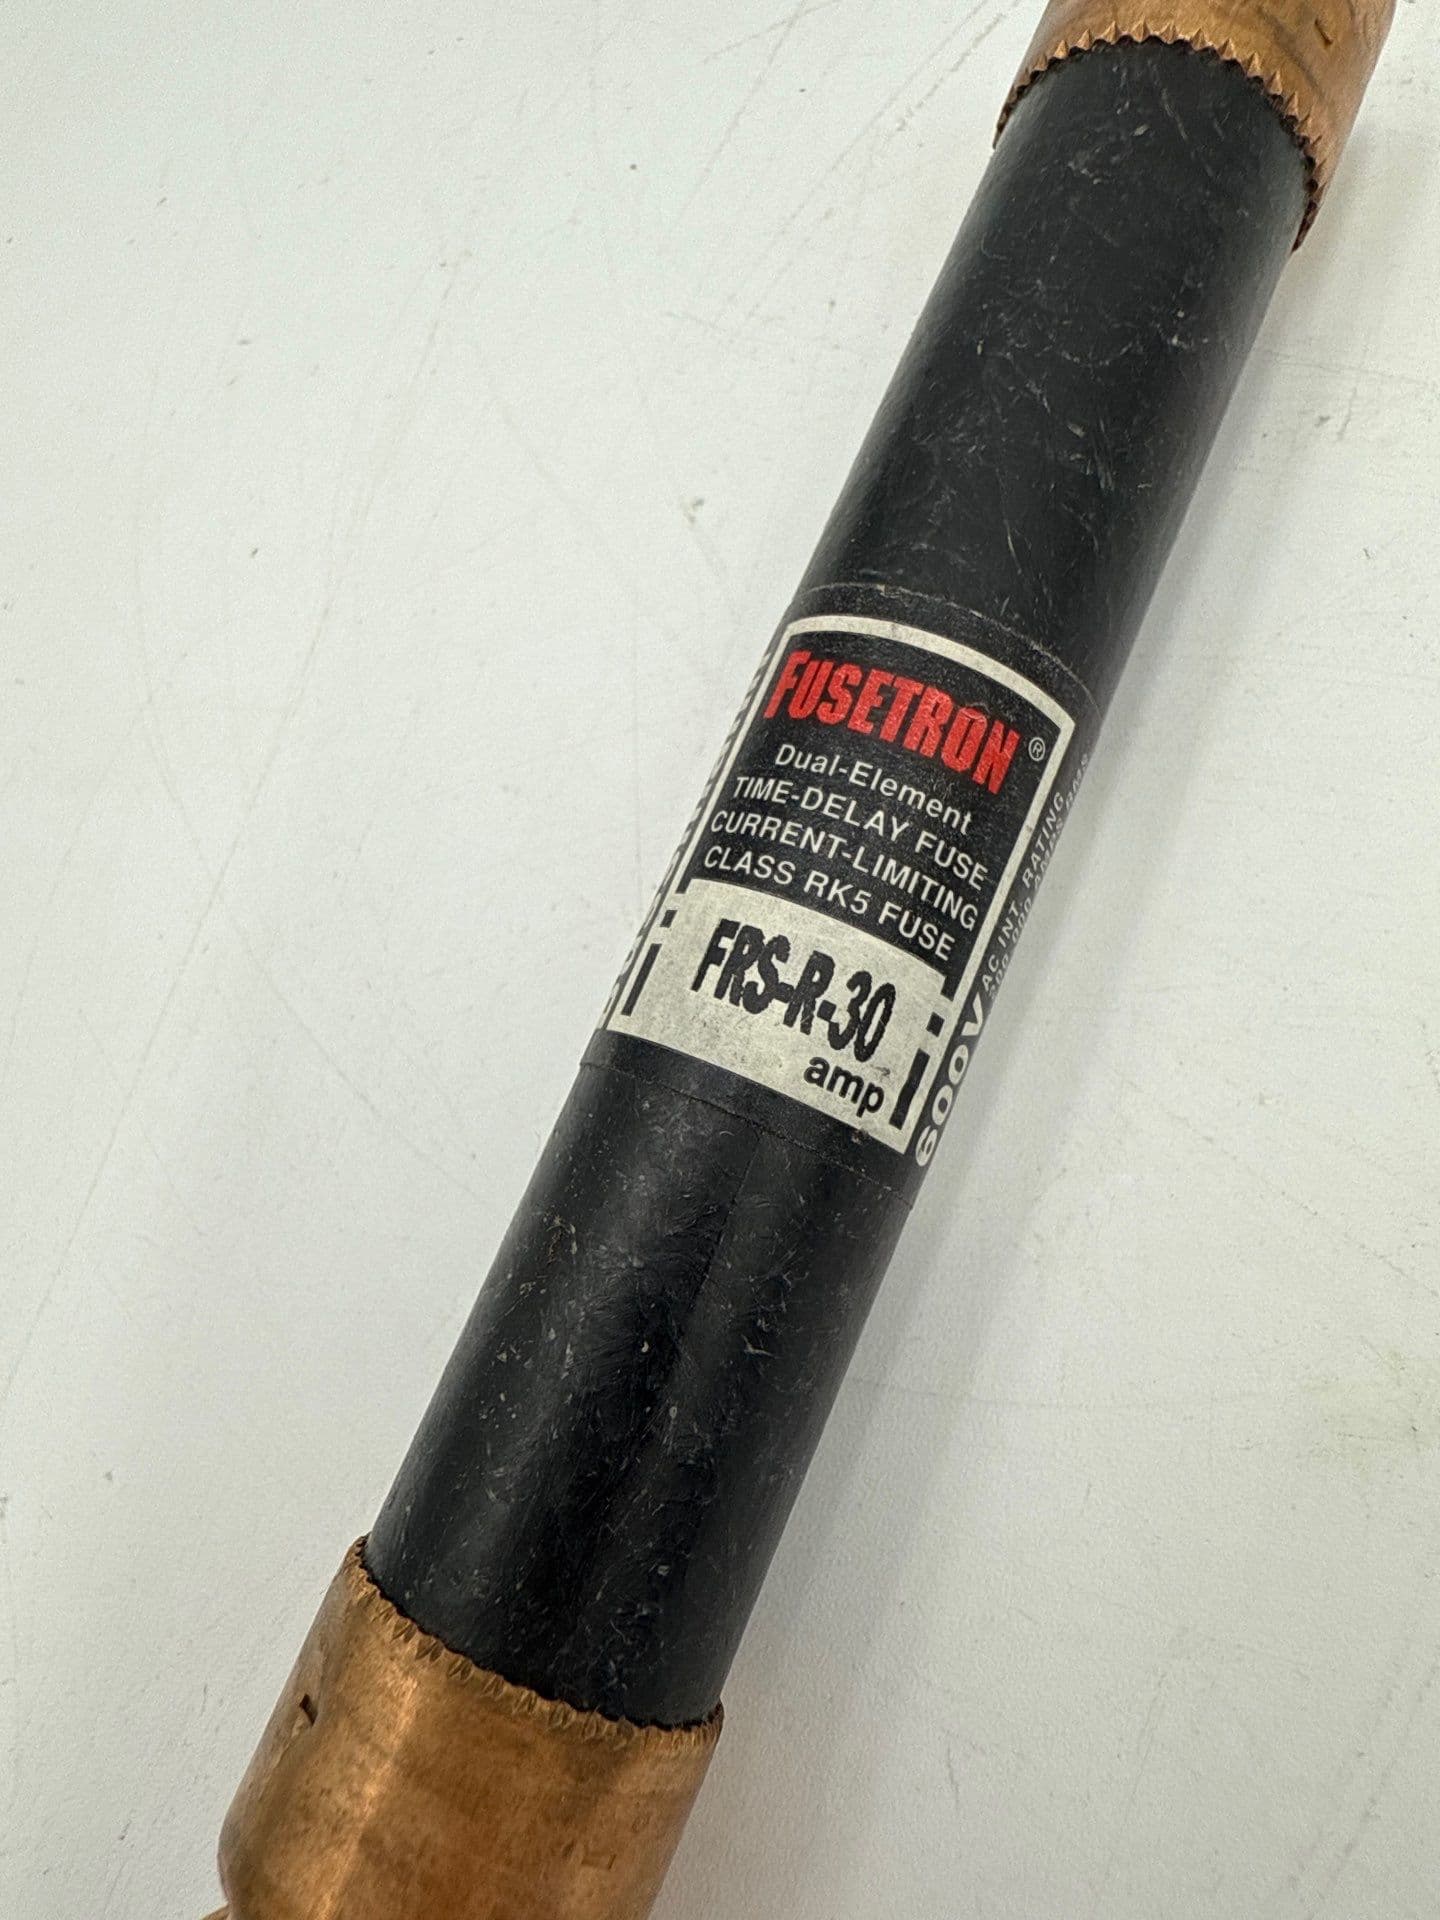 FUSETRON®
Dual-Element
TIME-DELAY FUSE
CURRENT-LIMITING
CLASS RK5 FUSE
FRS-R-30
amp
600V AC INT. RATING